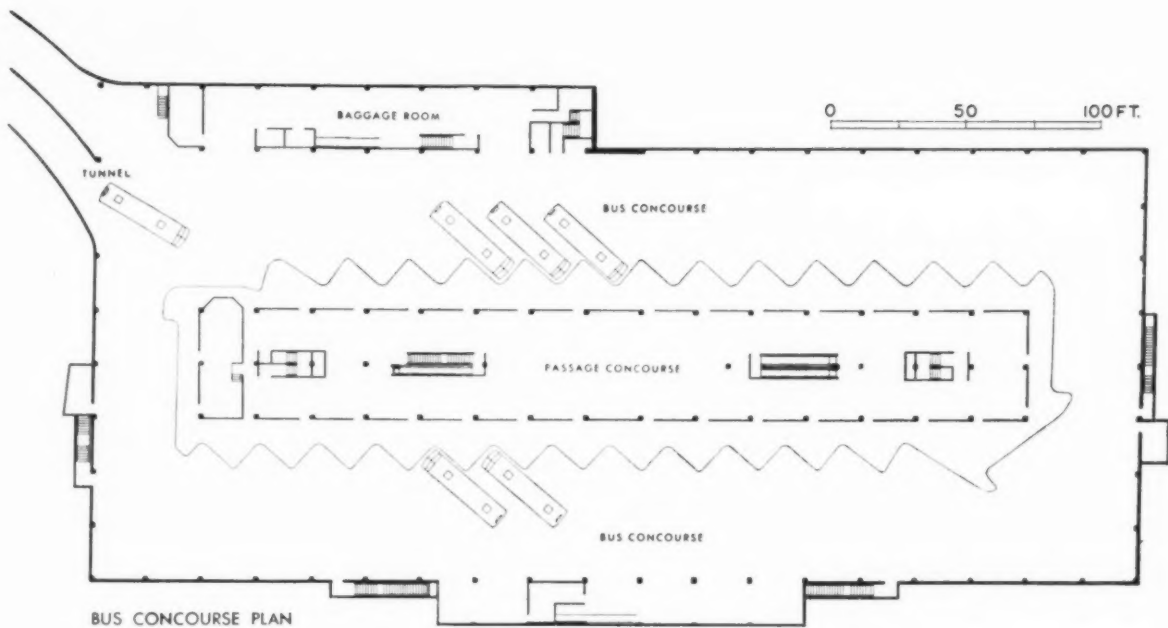 BAGGAGE ROOM
0 50 100 FT.
TUNNEL
BUS CONCOURSE
PASSAGE CONCOURSE
BUS CONCOURSE
BUS CONCOURSE PLAN